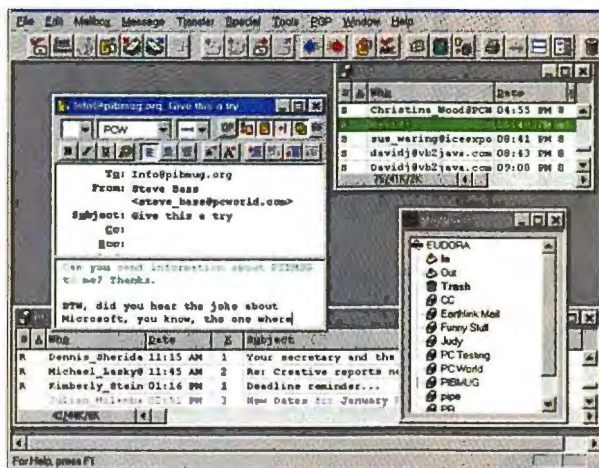 File Edit Mailbox Message Transfer Special Tools PGP Window Help
Info@pibmug.org, Give this a try
PCW
To: Info@pibmug.org
From: Steve Bass
<steve_bass@pcworld.com>
Subject: Give this a try
Cc:
Bcc:
Can you send information about PIBMUG
to me? Thanks.
BTW, did you hear the joke about
Microsoft, you know, the one where
Who Date
S Christina_Wood@PCW 04:55 PM 8
S sus_waring@iceexpo 08:41 PM 8
S davidj@vb2java.com 08:43 PM 8
S Davidj@vb2java.com 09:00 PM 8
EUDORA
In
Out
Trash
CC
Earthlink Mail
Funny Stuff
Judy
PC Testing
PC World
PIBMUG
pipe
PR
Who Date K Subject
R Dennis_Sherida 11:15 AM 1 Your secretary and the
R Michael_Lasky@ 11:45 AM 2 Re: Creative reports
R Kimberly_Stein 01:16 PM 1 Deadline reminder...
New Dates for January
For Help, press F1